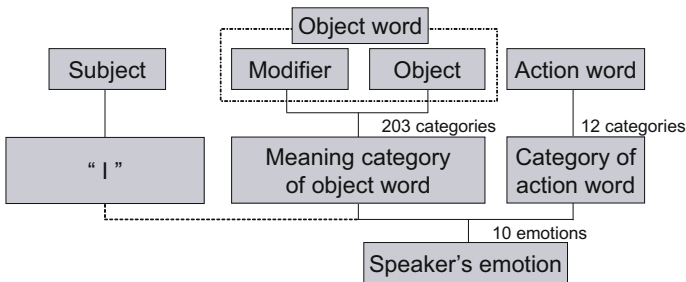 Object word
Subject
Modifier
Object
Action word
203 categories
12 categories
“ I ”
Meaning category
of object word
Category of
action word
10 emotions
Speaker’s emotion